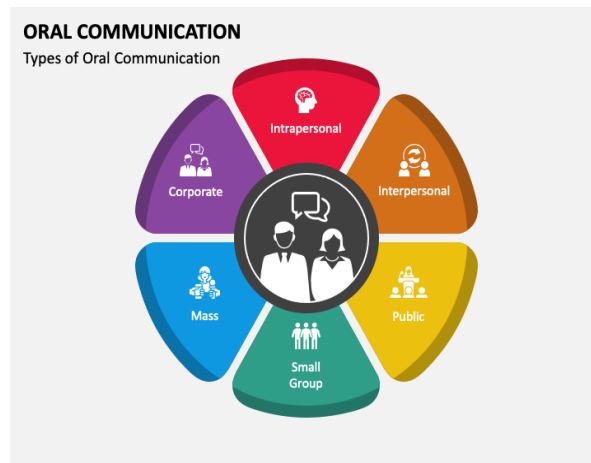 ORAL COMMUNICATION
Types of Oral Communication
Intrapersonal
Corporate
Interpersonal
Mass
Public
Small
Group